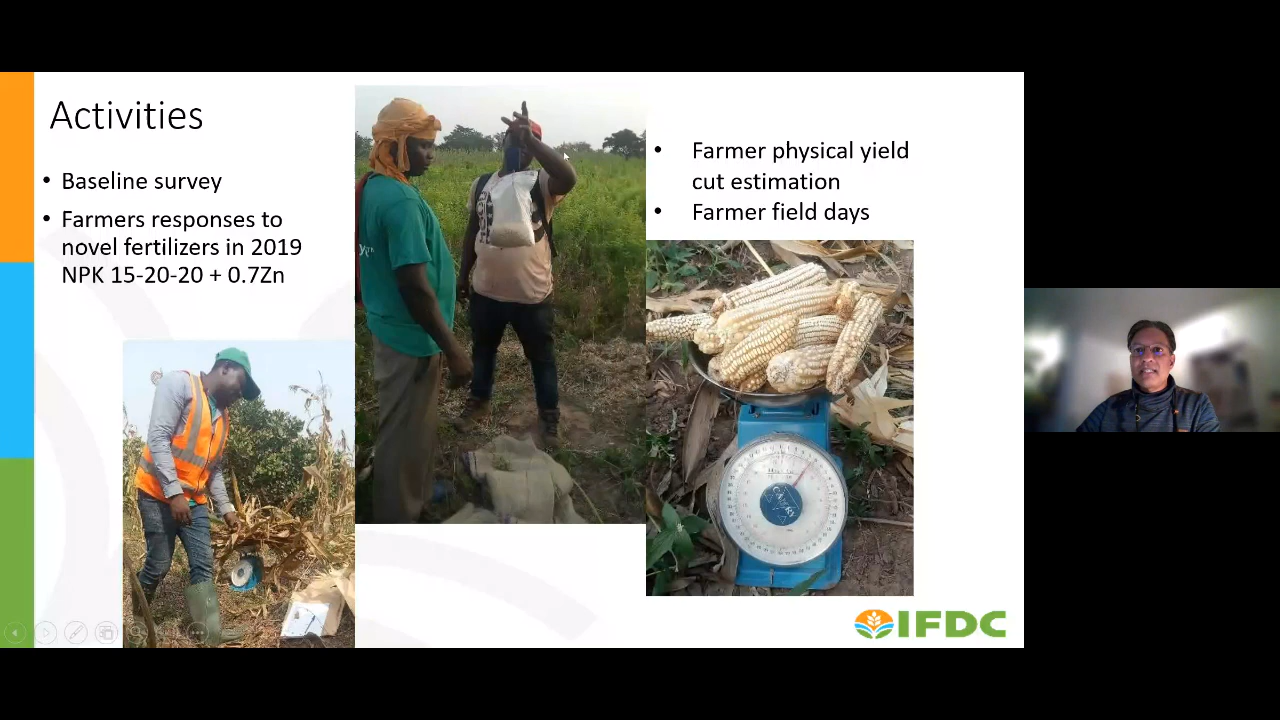 Activities
• Baseline survey
• Farmers responses to
novel fertilizers in 2019
NPK 15-20-20 + 0.7Zn
• Farmer physical yield
cut estimation
• Farmer field days
CAMRY
IFDC